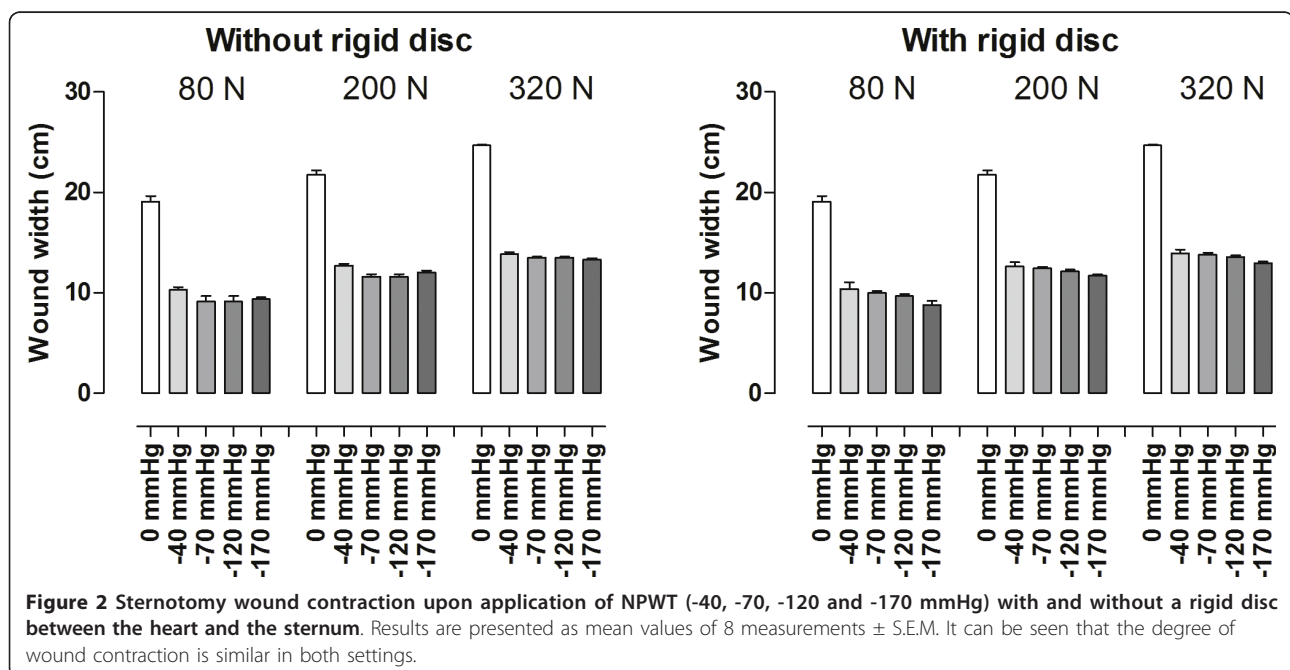 Without rigid disc
80 N 200 N 320 N
Wound width (cm)
30
20
10
0
0 mmHg
-40 mmHg
-70 mmHg
-120 mmHg
-170 mmHg
0 mmHg
-40 mmHg
-70 mmHg
-120 mmHg
-170 mmHg
0 mmHg
-40 mmHg
-70 mmHg
-120 mmHg
-170 mmHg
With rigid disc
80 N 200 N 320 N
Wound width (cm)
30
20
10
0
0 mmHg
-40 mmHg
-70 mmHg
-120 mmHg
-170 mmHg
0 mmHg
-40 mmHg
-70 mmHg
-120 mmHg
-170 mmHg
0 mmHg
-40 mmHg
-70 mmHg
-120 mmHg
-170 mmHg
Figure 2 Sternotomy wound contraction upon application of NPWT (-40, -70, -120 and -170 mmHg) with and without a rigid disc
between the heart and the sternum. Results are presented as mean values of 8 measurements ± S.E.M. It can be seen that the degree of
wound contraction is similar in both settings.